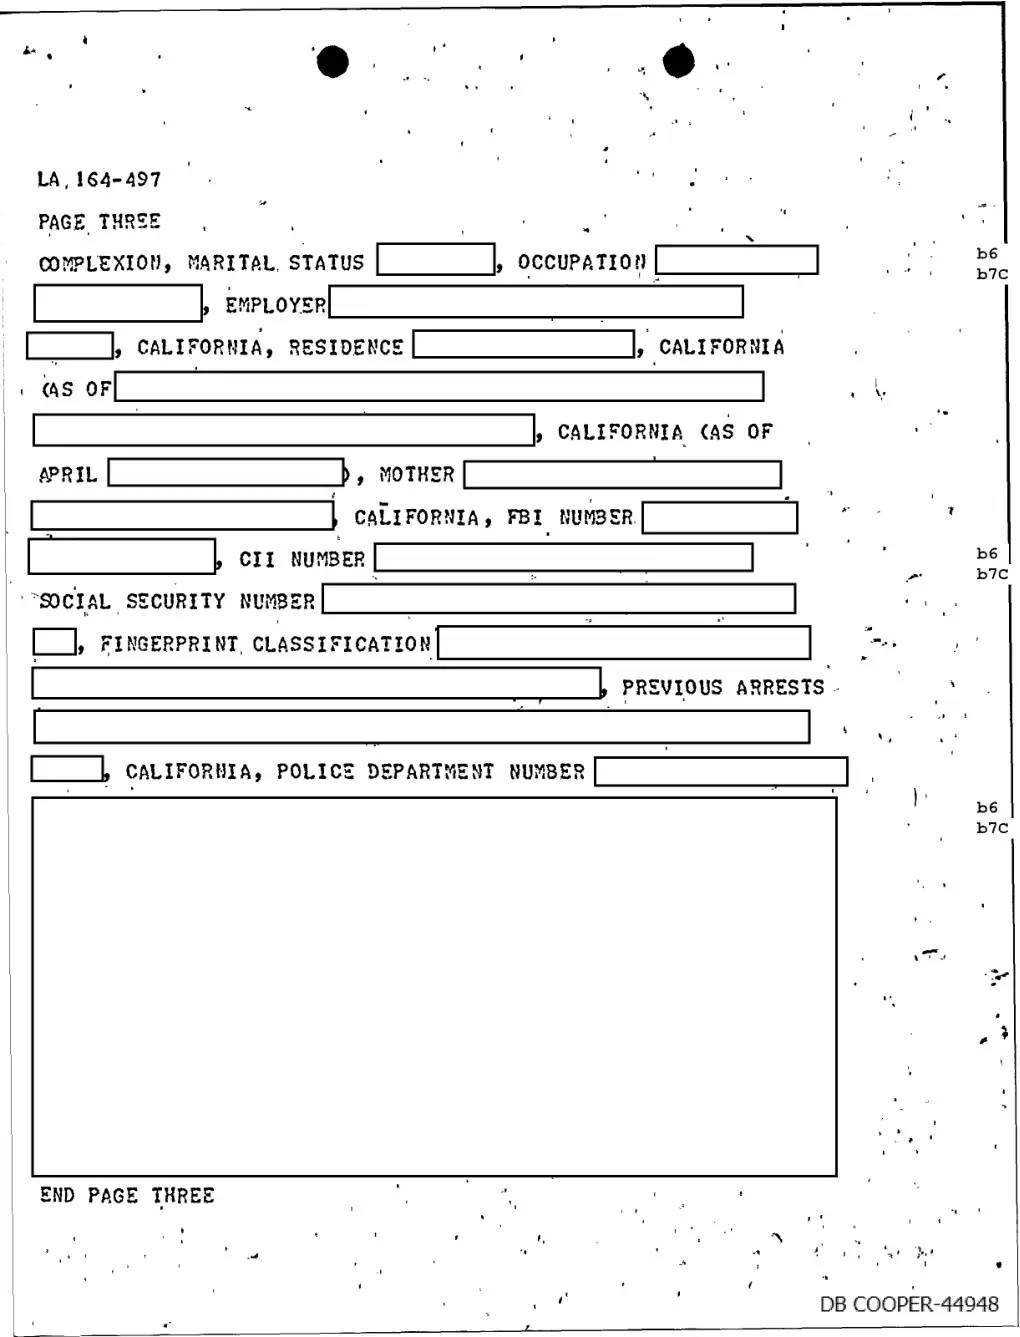 LA 164-497
PAGE THREE
COMPLEXION, MARITAL STATUS , OCCUPATION
b6
b7C
, EMPLOYER
, CALIFORNIA, RESIDENCE , CALIFORNIA
(AS OF
, CALIFORNIA (AS OF
APRIL ), MOTHER
, CALIFORNIA, FBI NUMBER
, CII NUMBER
b6
b7C
SOCIAL SECURITY NUMBER
, FINGERPRINT CLASSIFICATION
, PREVIOUS ARRESTS
, CALIFORNIA, POLICE DEPARTMENT NUMBER
b6
b7C
END PAGE THREE
DB COOPER-44948